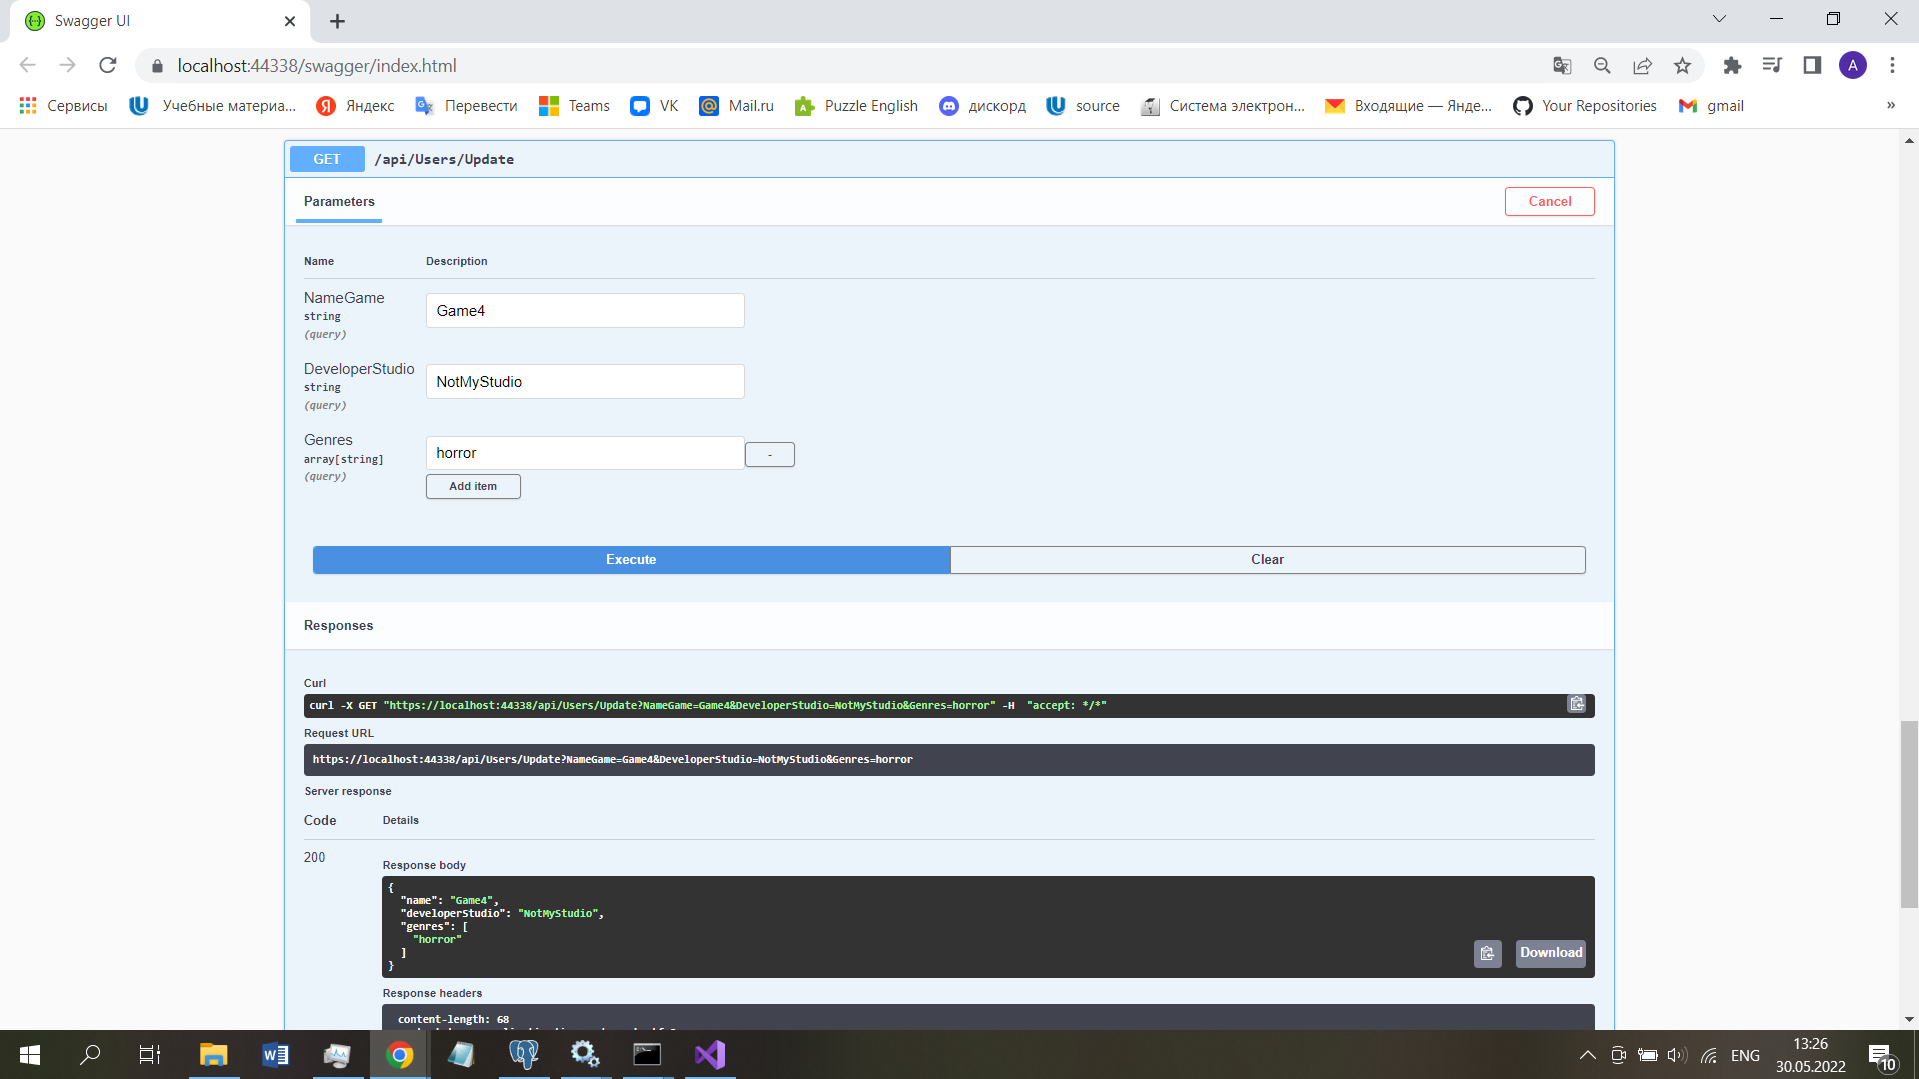 Swagger UI
localhost:44338/swagger/index.html
A
Сервисы
Учебные материа...
Яндекс
Перевести
Teams
VK
Mail.ru
Puzzle English
дискорд
source
Система электрон...
Входящие — Янде...
Your Repositories
gmail
»
GET /api/Users/Update
Parameters
Cancel
Name Description
NameGame
string
(query)
Game4
DeveloperStudio
string
(query)
NotMyStudio
Genres
array[string]
(query)
horror
-
Add item
Execute
Clear
Responses
Curl
curl -X GET "https://localhost:44338/api/Users/Update?NameGame=Game4&DeveloperStudio=NotMyStudio&Genres=horror" -H  "accept: */*"
Request URL
https://localhost:44338/api/Users/Update?NameGame=Game4&DeveloperStudio=NotMyStudio&Genres=horror
Server response
Code Details
200
Response body
{
"name": "Game4",
"developerStudio": "NotMyStudio",
"genres": [
"horror"
]
}
Download
Response headers
content-length: 68
ENG
13:26
30.05.2022
10